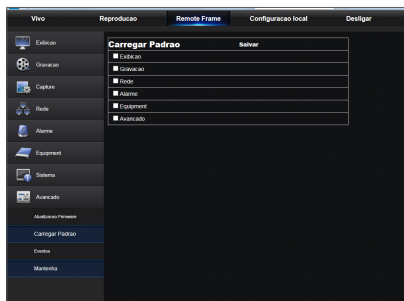 Vivo Reproducao Remote Frame Configuracao local Desligar
Exibicao
Gravacao
Capture
Rede
Alarme
Equipment
Sistema
Avancado
Atualizacao Firmware
Carregar Padrao
Eventos
Mantenha
Carregar Padrao Salvar
Exibicao
Gravacao
Rede
Alarme
Equipment
Avancado